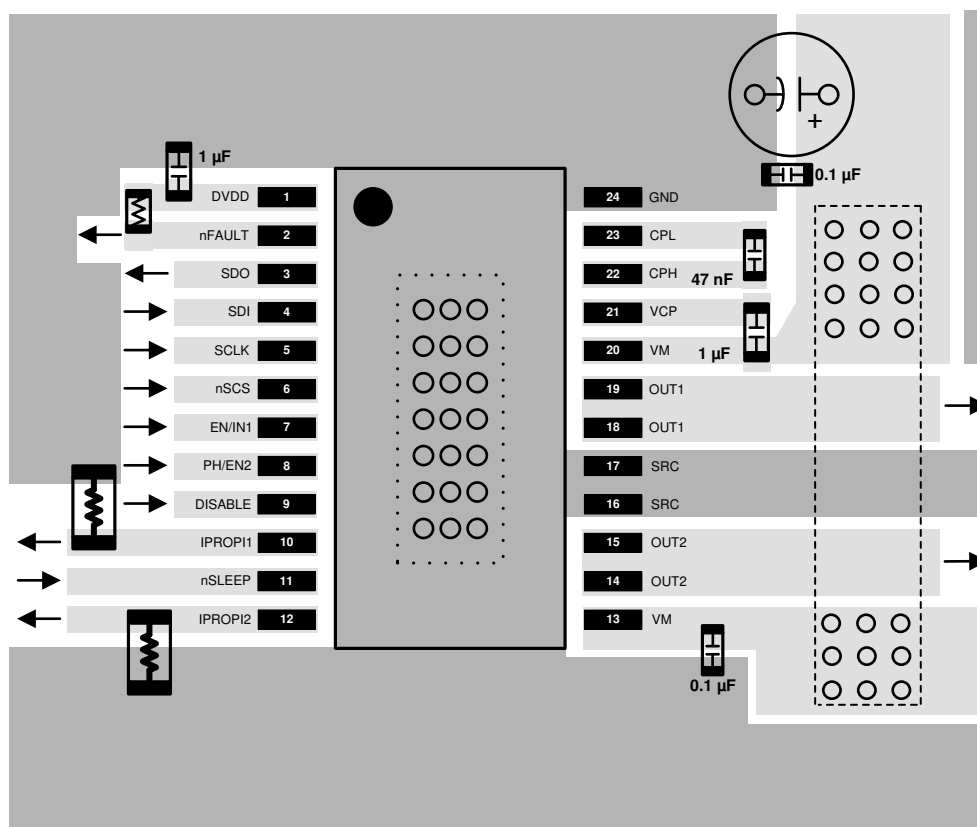 +
1 µF
0.1 µF
DVDD 1
24 GND
nFAULT 2
23 CPL
SDO 3
22 CPH
47 nF
SDI 4
21 VCP
SCLK 5
20 VM
1 µF
nSCS 6
19 OUT1
EN/IN1 7
18 OUT1
PH/EN2 8
17 SRC
DISABLE 9
16 SRC
IPROPI1 10
15 OUT2
nSLEEP 11
14 OUT2
IPROPI2 12
13 VM
0.1 µF